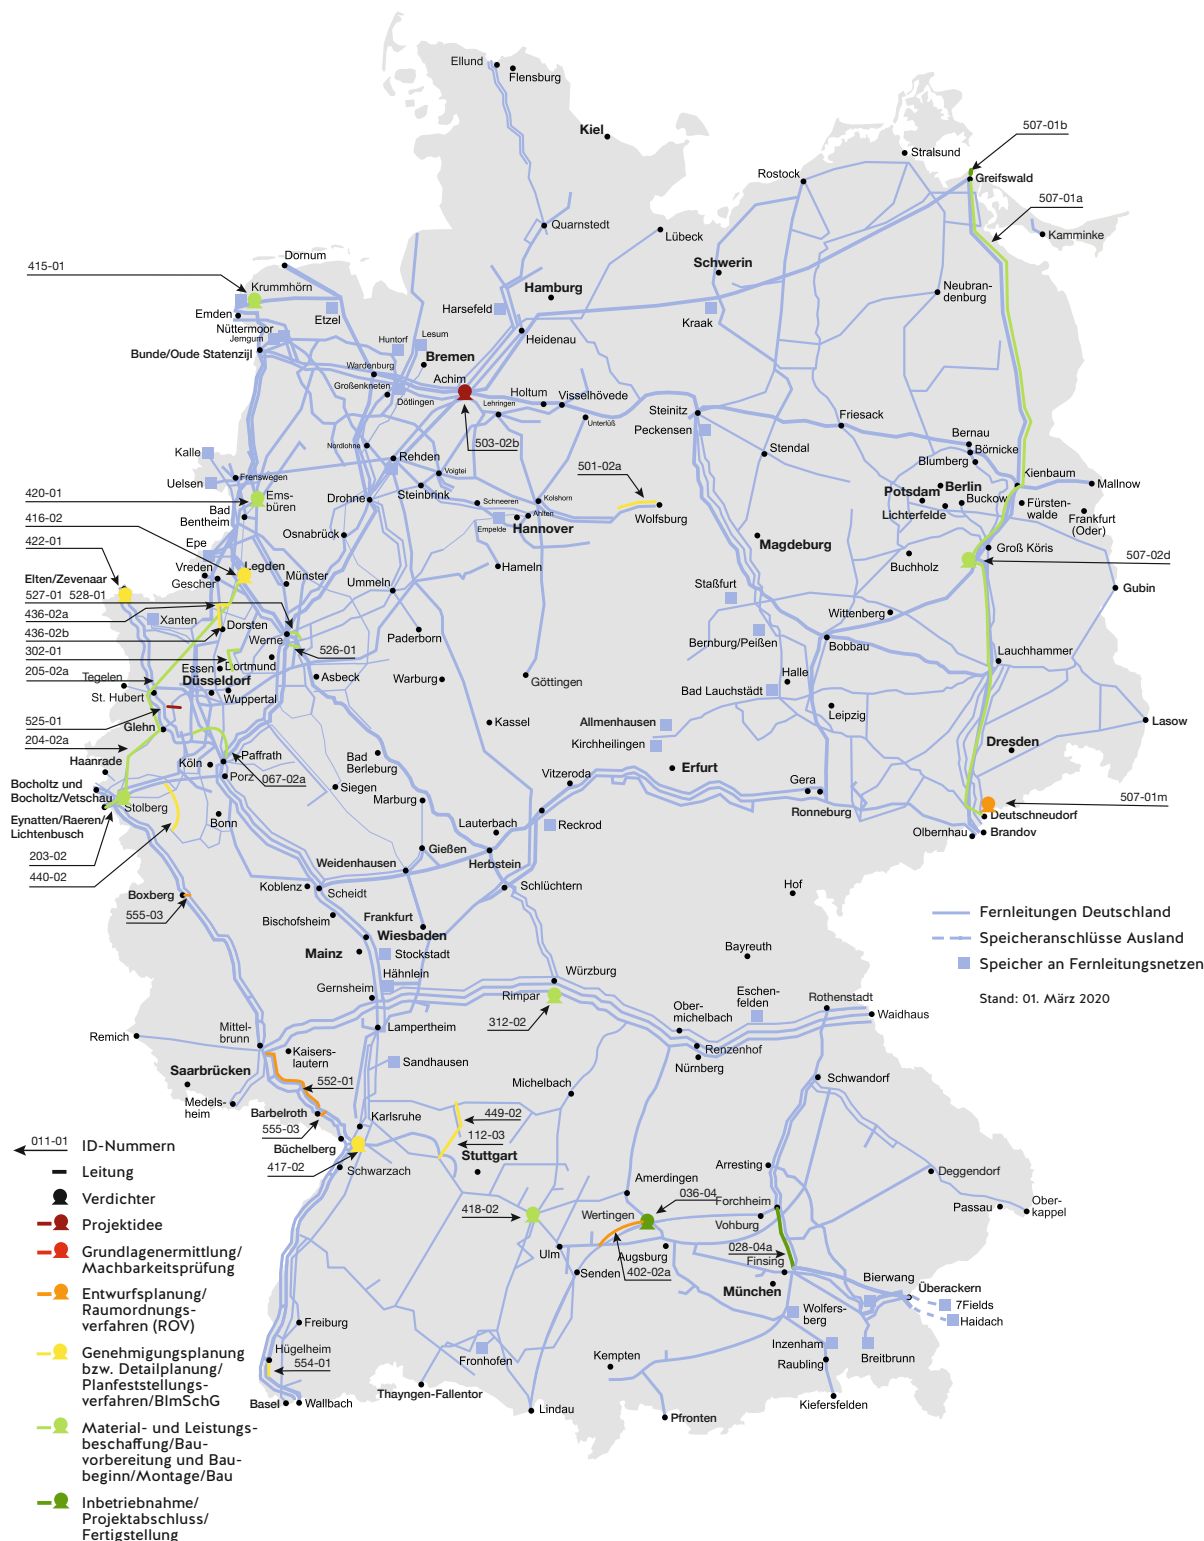 Ellund
Flensburg
Kiel
507-01b
Stralsund
Greifswald
Rostock
507-01a
Quarnstedt
Lübeck
Kamminke
Dornum
Schwerin
415-01
Krummhörn
Hamburg
Neubran-
denburg
Harsefeld
Emden
Etzel
Kraak
Nüttermoor
Jemgum
Huntorf
Lesum
Heidenau
Bunde/Oude Statenzijl
Bremen
Wardenburg
Achim
Großenkneten
Dötlingen
Holtum
Visselhövede
Lehringen
Unterlüß
Steinitz
Peckensen
Friesack
Bernau
Börnicke
Blumberg
503-02b
Nordlohne
Stendal
Kalle
Rehden
501-02a
Kienbaum
Voigtei
Frenswegen
Uelsen
Steinbrink
Mallnow
420-01
Ems-
büren
Drohne
Schneeren
Kolshorn
Potsdam
Berlin
Buckow
Lichterfelde
Fürsten-
walde
Frankfurt
(Oder)
Bad
Bentheim
Empelde
Ahlten
Hannover
Wolfsburg
416-02
Osnabrück
Magdeburg
422-01
Epe
Groß Köris
Buchholz
507-02d
Vreden
Gescher
Legden
Münster
Hameln
Elten/Zevenaar
Ummeln
Staßfurt
Gubin
527-01
528-01
436-02a
Xanten
Wittenberg
436-02b
Dorsten
Werne
Paderborn
Bernburg/Peißen
Bobbau
302-01
526-01
Lauchhammer
205-02a
Essen
Dortmund
Tegelen
Düsseldorf
Asbeck
Warburg
Göttingen
Halle
Bad Lauchstädt
St. Hubert
Wuppertal
Leipzig
525-01
Glehn
Kassel
Allmenhausen
Lasow
204-02a
Kirchheilingen
Dresden
Haanrade
Köln
Paffrath
Bad
Berleburg
Porz
067-02a
Siegen
Vitzeroda
Erfurt
Gera
Bocholtz und
Bocholtz/Vetschau
Stolberg
Marburg
Ronneburg
507-01m
Deutschneudorf
Eynatten/Raeren/
Lichtenbusch
Bonn
Lauterbach
Reckrod
Olbernhau
Brandov
203-02
Gießen
Herbstein
Weidenhausen
440-02
Koblenz
Scheidt
Schlüchtern
Hof
Boxberg
555-03
Bischofsheim
Frankfurt
Wiesbaden
Mainz
Stockstadt
Bayreuth
Fernleitungen Deutschland
Speicheranschlüsse Ausland
Speicher an Fernleitungsnetzen
Stand: 01. März 2020
Hähnlein
Würzburg
Gernsheim
Rimpar
Eschen-
felden
Rothenstadt
312-02
Ober-
michelbach
Waidhaus
Remich
Mittel-
brunn
Lampertheim
Kaisers-
lautern
Sandhausen
Renzenhof
Nürnberg
Saarbrücken
552-01
Michelbach
Schwandorf
Medels-
heim
Barbelroth
555-03
Karlsruhe
449-02
112-03
011-01
ID-Nummern
Büchelberg
417-02
Schwarzach
Stuttgart
Arresting
Deggendorf
Leitung
Amerdingen
036-04
Forchheim
Passau
Ober-
kappel
Verdichter
418-02
Wertingen
Vohburg
Projektidee
Ulm
Augsburg
028-04a
Finsing
Grundlagenermittlung/
Machbarkeitsprüfung
Senden
402-02a
München
Bierwang
Überackern
7Fields
Haidach
Entwurfsplanung/
Raumordnungs-
verfahren (ROV)
Freiburg
Wolfers-
berg
Genehmigungsplanung
bzw. Detailplanung/
Planfeststellungs-
verfahren/BImSchG
Hügelheim
554-01
Fronhofen
Kempten
Inzenham
Raubling
Breitbrunn
Basel
Wallbach
Thayngen-Fallentor
Lindau
Pfronten
Kiefersfelden
Material- und Leistungs-
beschaffung/Bau-
vorbereitung und Bau-
beginn/Montage/Bau
Inbetriebnahme/
Projektabschluss/
Fertigstellung